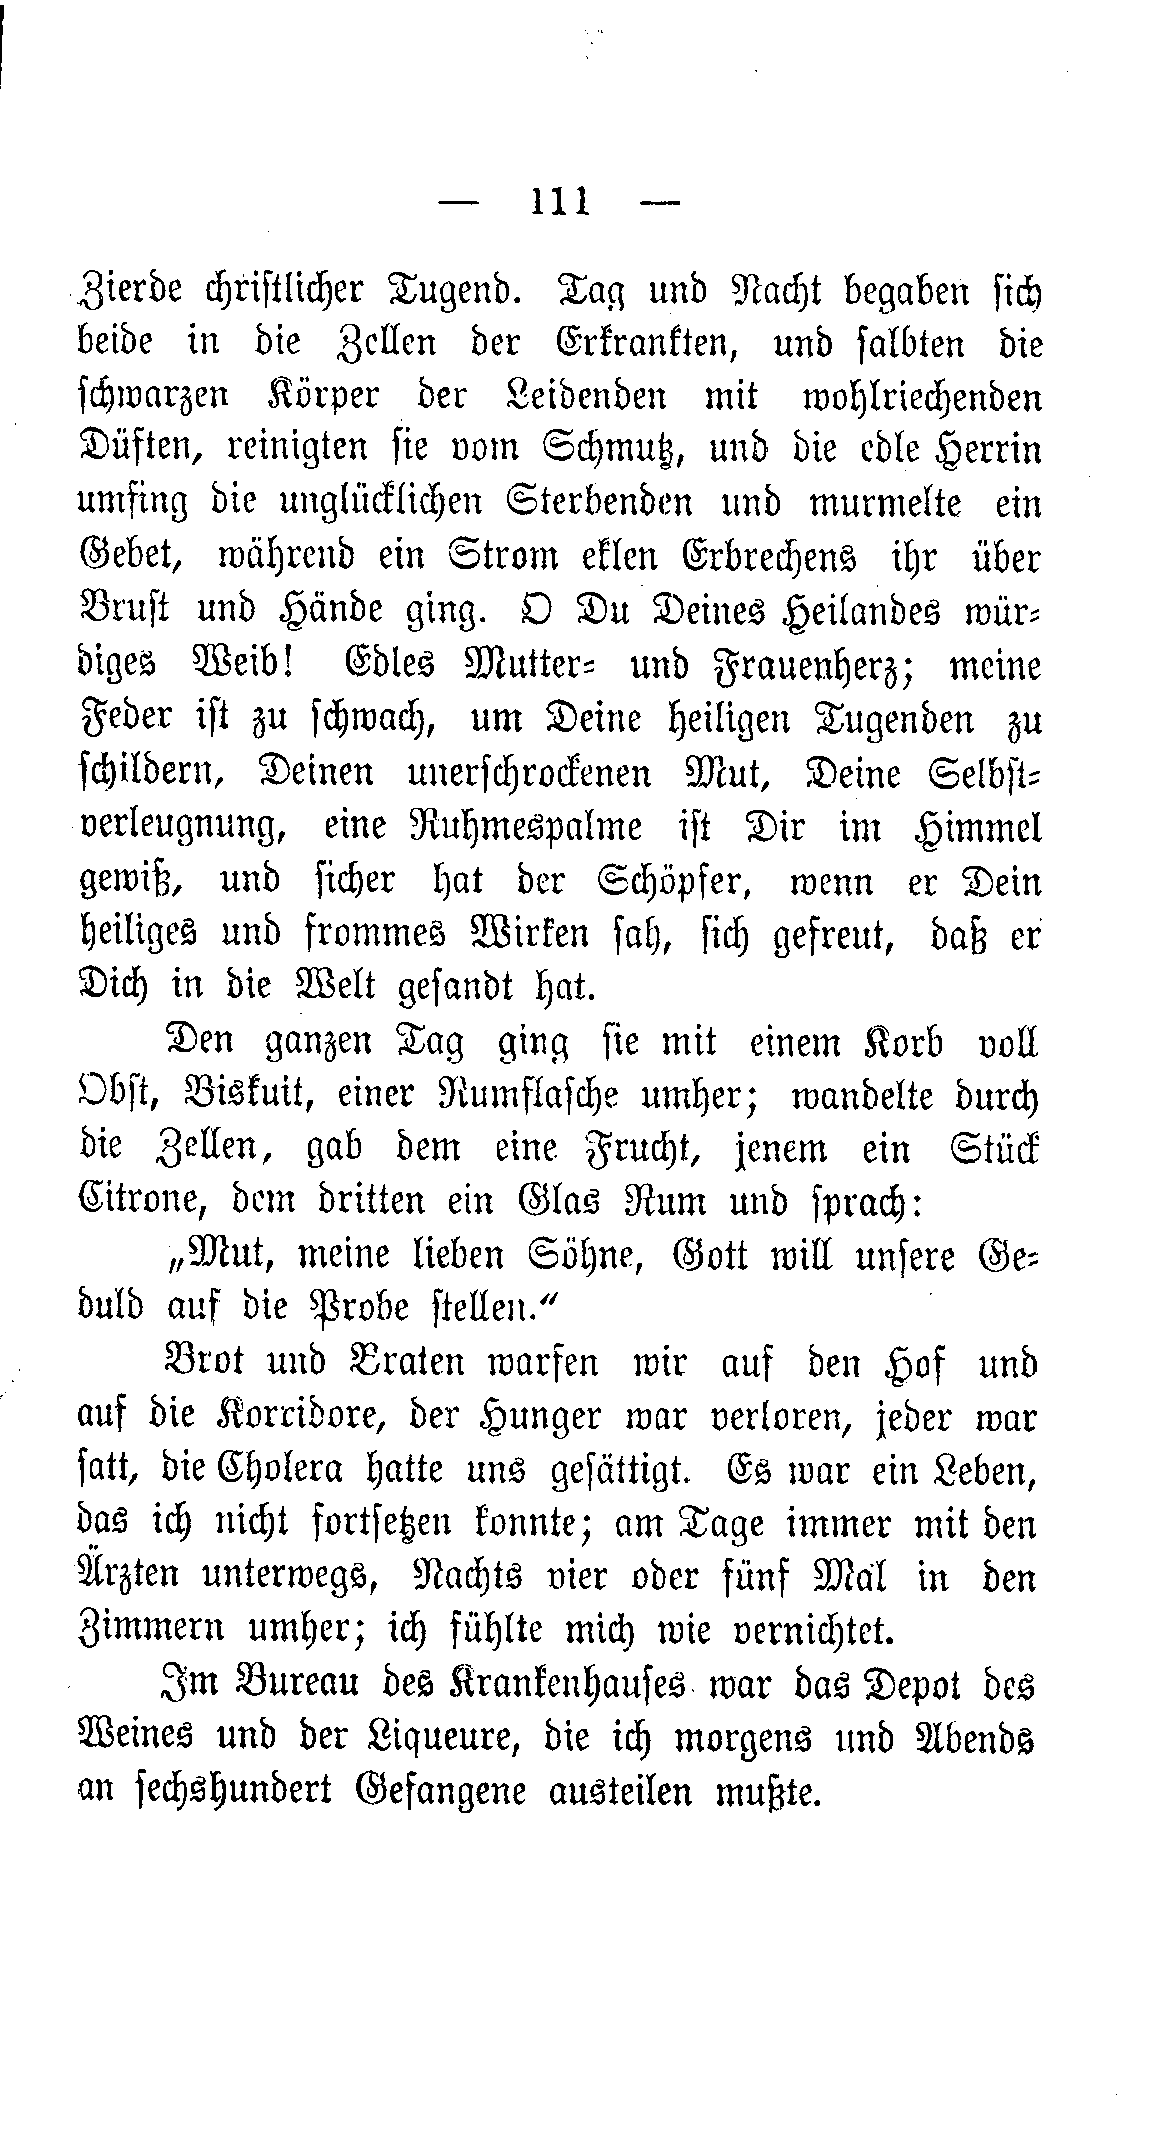 — 111 —
Zierde christlicher Tugend. Tag und Nacht begaben sich
beide in die Zellen der Erkrankten, und salbten die
schwarzen Körper der Leidenden mit wohlriechenden
Düften, reinigten sie vom Schmutz, und die edle Herrin
umfing die unglücklichen Sterbenden und murmelte ein
Gebet, während ein Strom eklen Erbrechens ihr über
Brust und Hände ging. O Du Deines Heilandes wür-
diges Weib! Edles Mutter- und Frauenherz; meine
Feder ist zu schwach, um Deine heiligen Tugenden zu
schildern, Deinen unerschrockenen Mut, Deine Selbst-
verleugnung, eine Ruhmespalme ist Dir im Himmel
gewiß, und sicher hat der Schöpfer, wenn er Dein
heiliges und frommes Wirken sah, sich gefreut, daß er
Dich in die Welt gesandt hat.
Den ganzen Tag ging sie mit einem Korb voll
Obst, Biskuit, einer Rumflasche umher; wandelte durch
die Zellen, gab dem eine Frucht, jenem ein Stück
Citrone, dem dritten ein Glas Rum und sprach:
„Mut, meine lieben Söhne, Gott will unsere Ge-
duld auf die Probe stellen.“
Brot und Braten warfen wir auf den Hof und
auf die Korridore, der Hunger war verloren, jeder war
satt, die Cholera hatte uns gesättigt. Es war ein Leben,
das ich nicht fortsetzen konnte; am Tage immer mit den
Ärzten unterwegs, Nachts vier oder fünf Mal in den
Zimmern umher; ich fühlte mich wie vernichtet.
Im Bureau des Krankenhauses war das Depot des
Weines und der Liqueure, die ich morgens und Abends
an sechshundert Gefangene austeilen mußte.